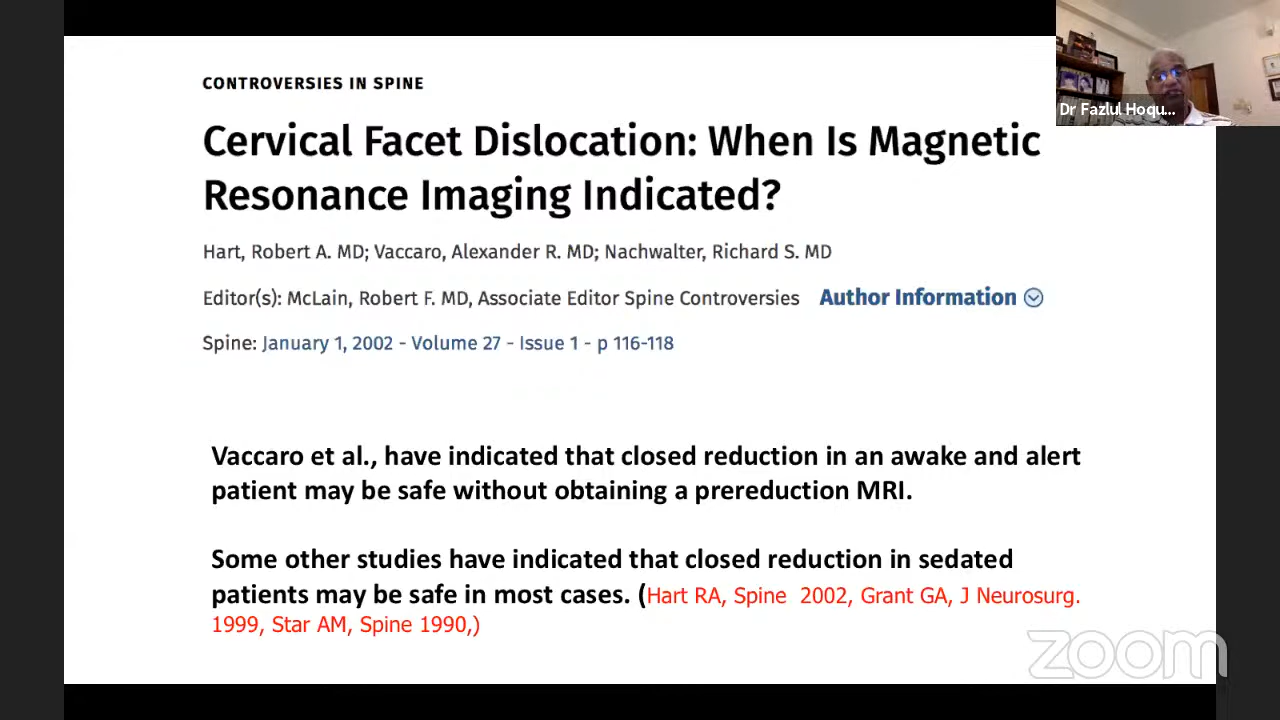 CONTROVERSIES IN SPINE
Cervical Facet Dislocation: When Is Magnetic
Resonance Imaging Indicated?
Hart, Robert A. MD; Vaccaro, Alexander R. MD; Nachwalter, Richard S. MD
Editor(s): McLain, Robert F. MD, Associate Editor Spine Controversies Author Information
Spine: January 1, 2002 - Volume 27 - Issue 1 - p 116-118
Vaccaro et al., have indicated that closed reduction in an awake and alert
patient may be safe without obtaining a prereduction MRI.
Some other studies have indicated that closed reduction in sedated
patients may be safe in most cases. (Hart RA, Spine 2002, Grant GA, J Neurosurg.
1999, Star AM, Spine 1990,)
Dr Fazlul Hoqu...
zoom